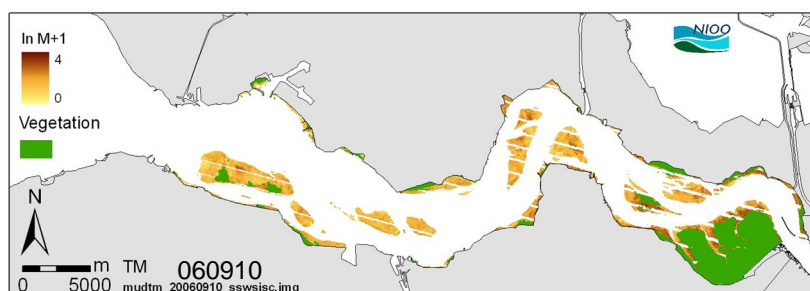 ln M+1
4
0
Vegetation
NIOO
N
0 5000 m
TM 060910
mudtm_20060910_sswsisc.img